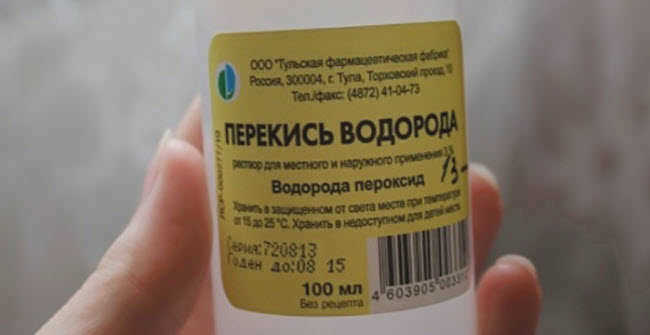 ООО "Тульская фармацевтическая фабрика"
Россия, 300004, г. Тула, Торховский проезд, 10
Тел./факс: (4872) 41-04-73
ПЕРЕКИСЬ ВОДОРОДА
раствор для местного и наружного применения 3 %
Водорода пероксид
Хранить в защищенном от света месте при температуре
от 15 до 25 °С. Хранить в недоступном для детей месте.
Серия:720813
Годен до:08 15
100 мл
Без рецепта